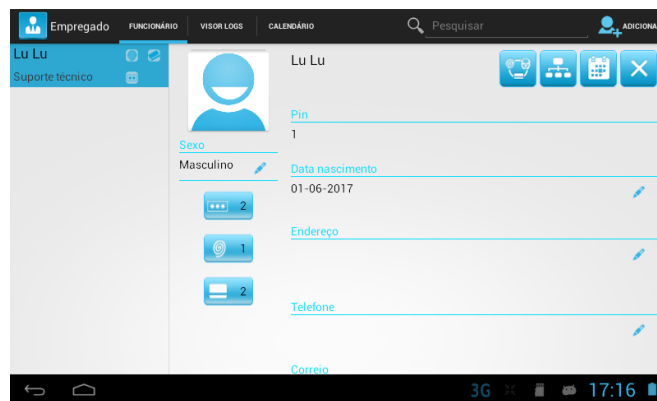 Empregado
FUNCIONÁRIO
VISOR LOGS
CALENDÁRIO
Pesquisar
ADICIONA
Lu Lu
Suporte técnico
Sexo
Masculino
2
1
2
Lu Lu
Pin
1
Data nascimento
01-06-2017
Endereço
Telefone
Correio
3G
17:16